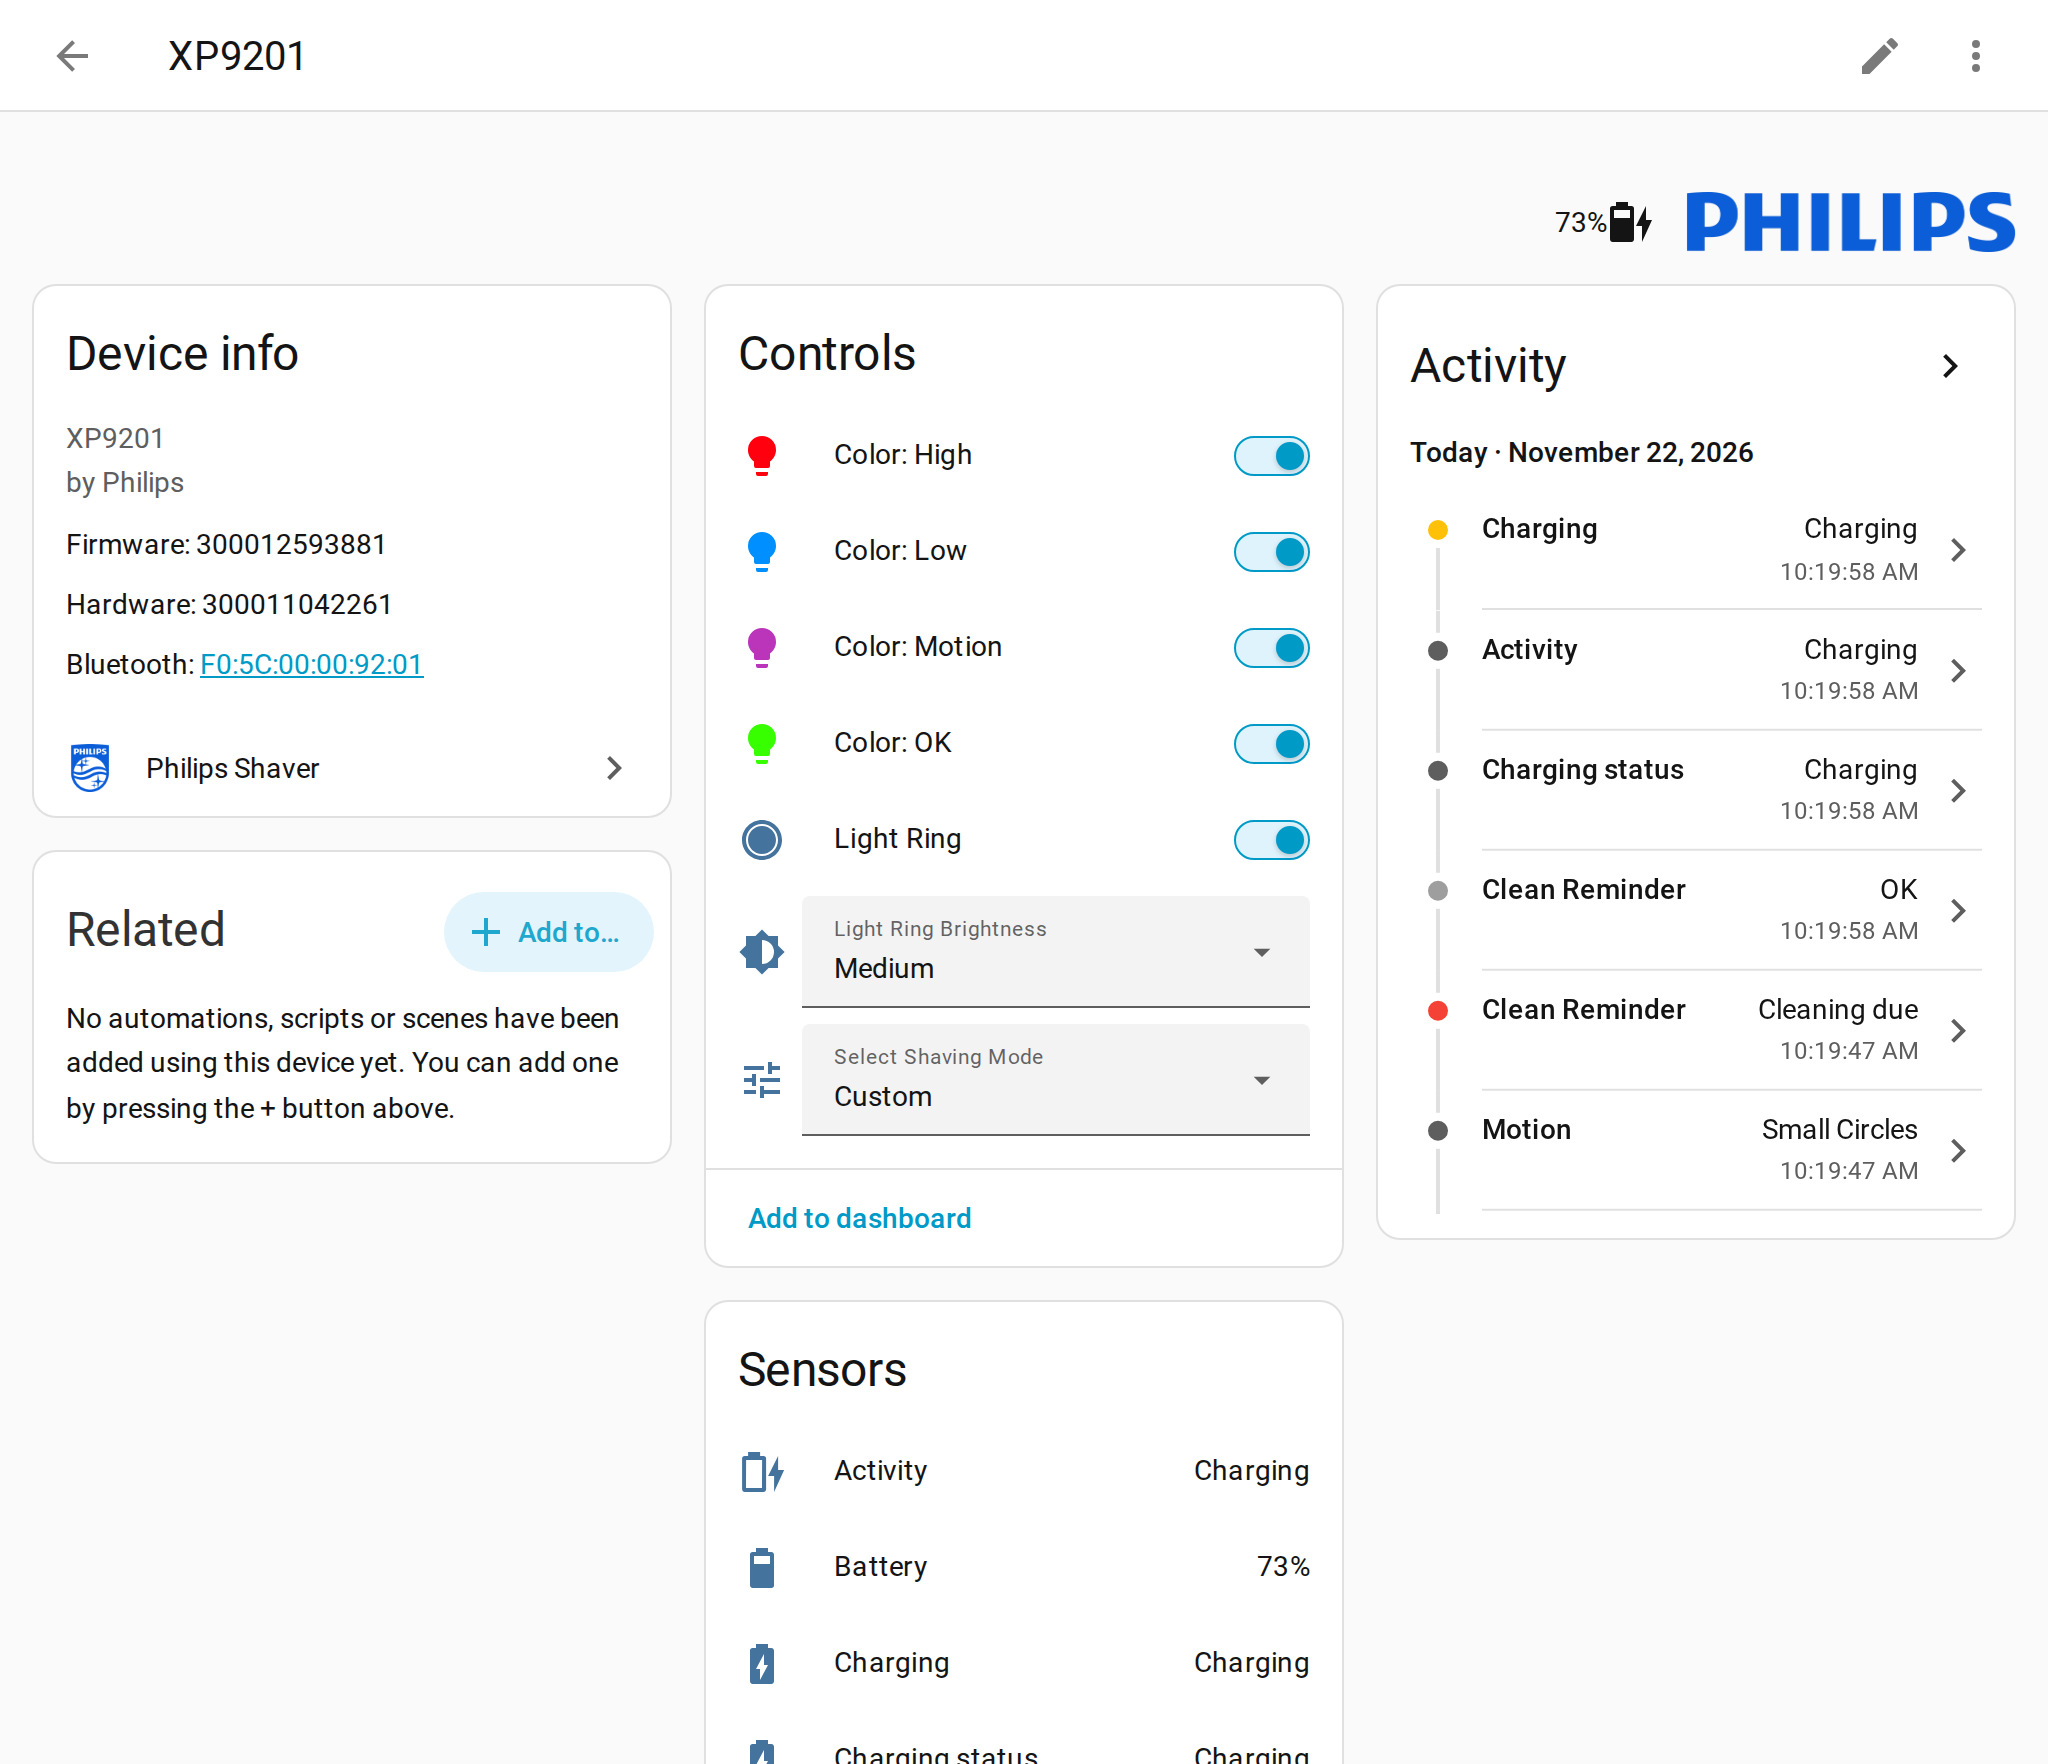 XP9201
73%
PHILIPS
Device info
XP9201
by Philips
Firmware: 300012593881
Hardware: 300011042261
Bluetooth: F0:5C:00:00:92:01
PHILIPS
Philips Shaver
Related
Add to...
No automations, scripts or scenes have been
added using this device yet. You can add one
by pressing the + button above.
Controls
Color: High
Color: Low
Color: Motion
Color: OK
Light Ring
Light Ring Brightness
Medium
Select Shaving Mode
Custom
Add to dashboard
Sensors
Activity Charging
Battery 73%
Charging Charging
Charging status Charging
Activity
Today · November 22, 2026
Charging Charging
10:19:58 AM
Activity Charging
10:19:58 AM
Charging status Charging
10:19:58 AM
Clean Reminder OK
10:19:58 AM
Clean Reminder Cleaning due
10:19:47 AM
Motion Small Circles
10:19:47 AM